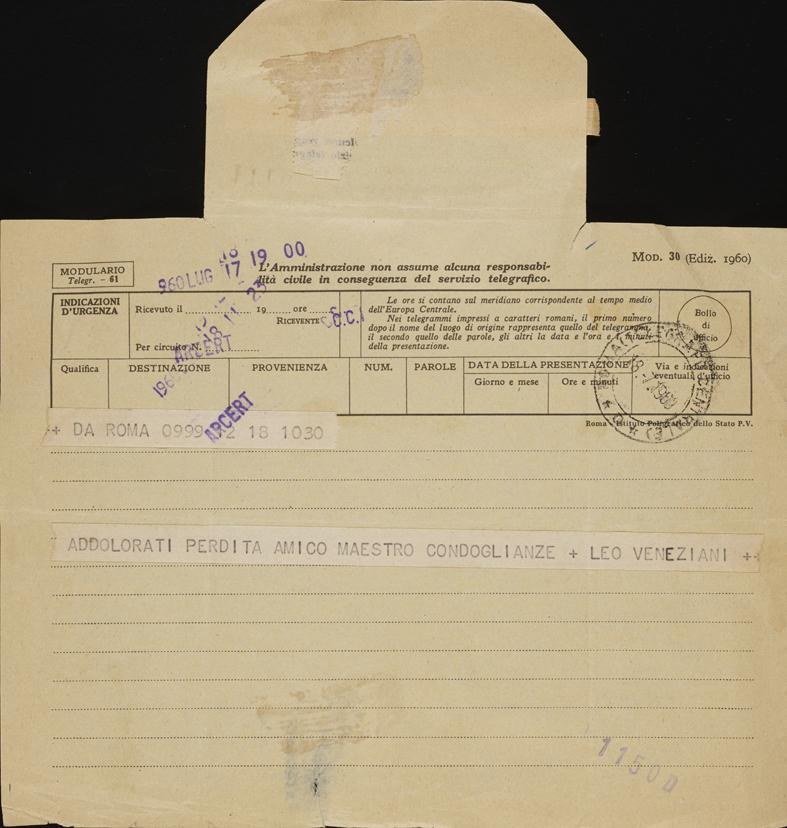 960 LUG 17 19 00
MODULARIO
Telegr. - 61
L'Amministrazione non assume alcuna responsabi-
lità civile in conseguenza del servizio telegrafico.
MOD. 30 (Ediz. 1960)
INDICAZIONI
D'URGENZA
Ricevuto il 19 ore
RICEVENTE
Per circuito N.
ARCERT
Le ore si contano sul meridiano corrispondente al tempo medio
dell'Europa Centrale.
Nei telegrammi impressi a caratteri romani, il primo numero
dopo il nome del luogo di origine rappresenta quello del telegramma,
il secondo quello delle parole, gli altri la data e l'ora e i minuti
della presentazione.
Bollo
di
ufficio
Qualifica
DESTINAZIONE
PROVENIENZA
NUM.
PAROLE
DATA DELLA PRESENTAZIONE
Giorno e mese
Ore e minuti
Via e indicazioni
eventuali d'ufficio
ARCERT
Roma - Istituto Poligrafico dello Stato P.V.
+ DA ROMA 0999 2 18 1030
ADDOLORATI PERDITA AMICO MAESTRO CONDOGLIANZE + LEO VENEZIANI ++
11500